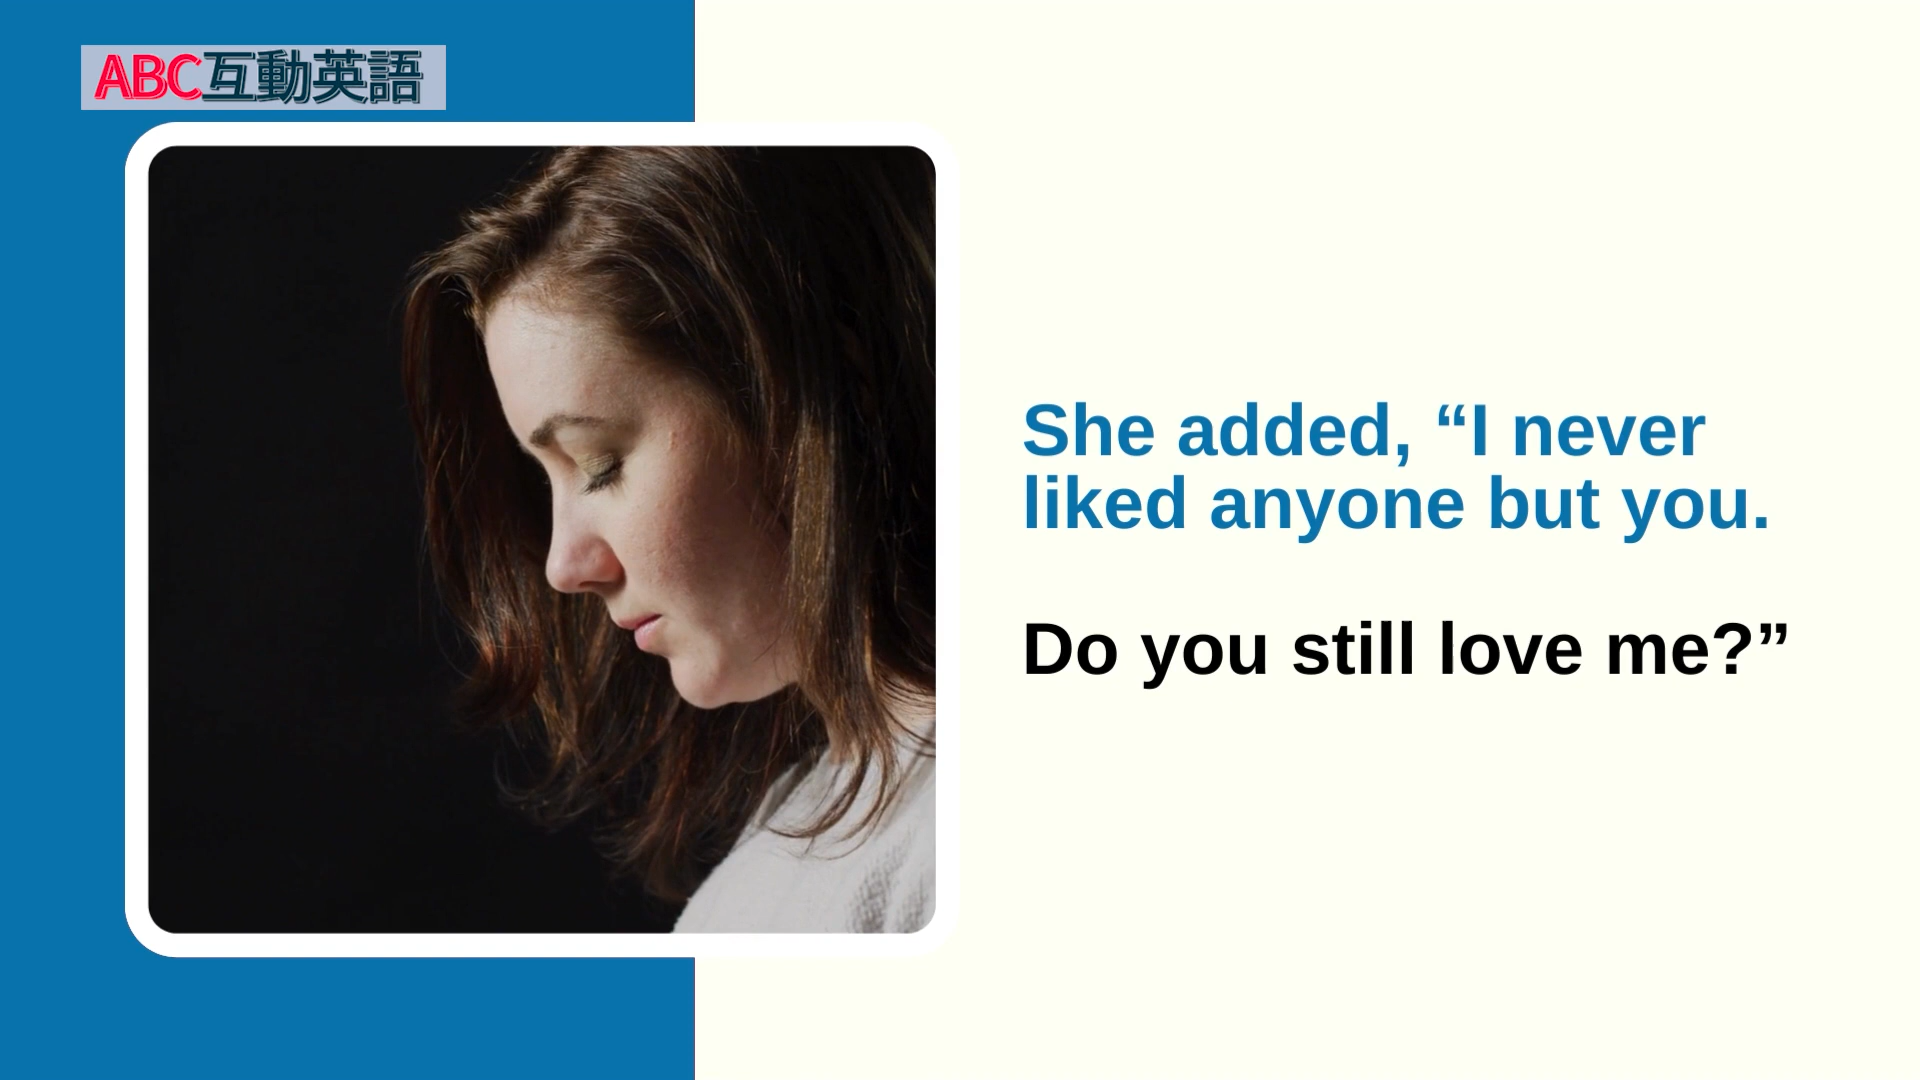 ABC互動英語
She added, “I never
liked anyone but you.
Do you still love me?”